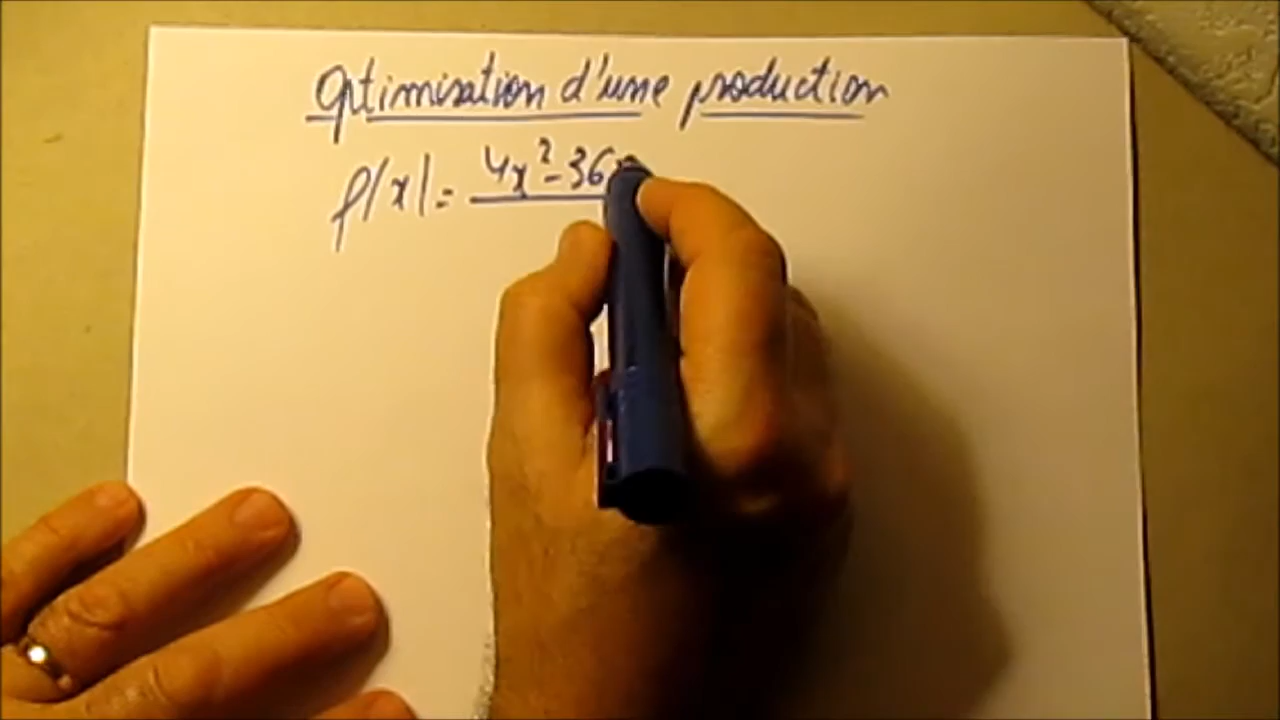 Optimisation d'une production
f(x) = 4x² - 36